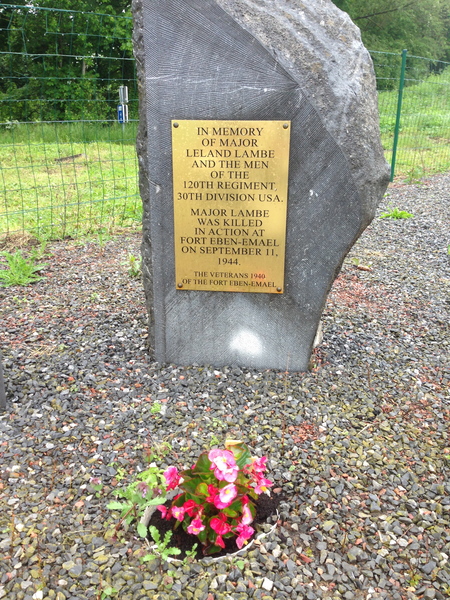 IN MEMORY
OF MAJOR
LELAND LAMBE
AND THE MEN
OF THE
120TH REGIMENT,
30TH DIVISION USA.
MAJOR LAMBE
WAS KILLED
IN ACTION AT
FORT EBEN-EMAEL
ON SEPTEMBER 11,
1944.
THE VETERANS 1940
OF THE FORT EBEN-EMAEL